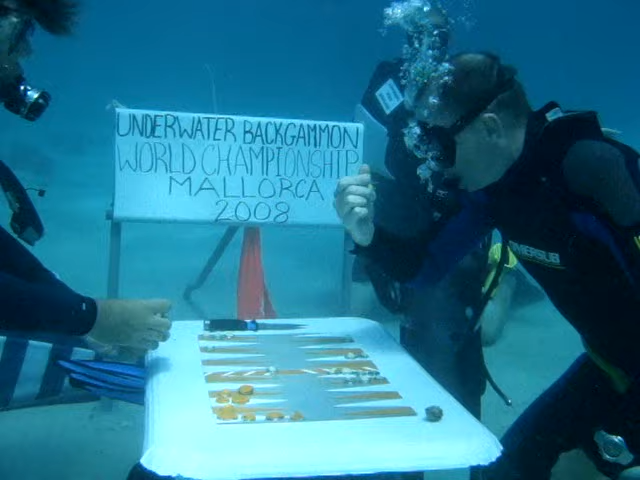 UNDERWATER BACKGAMMON
WORLD CHAMPIONSHIP
MALLORCA
2008